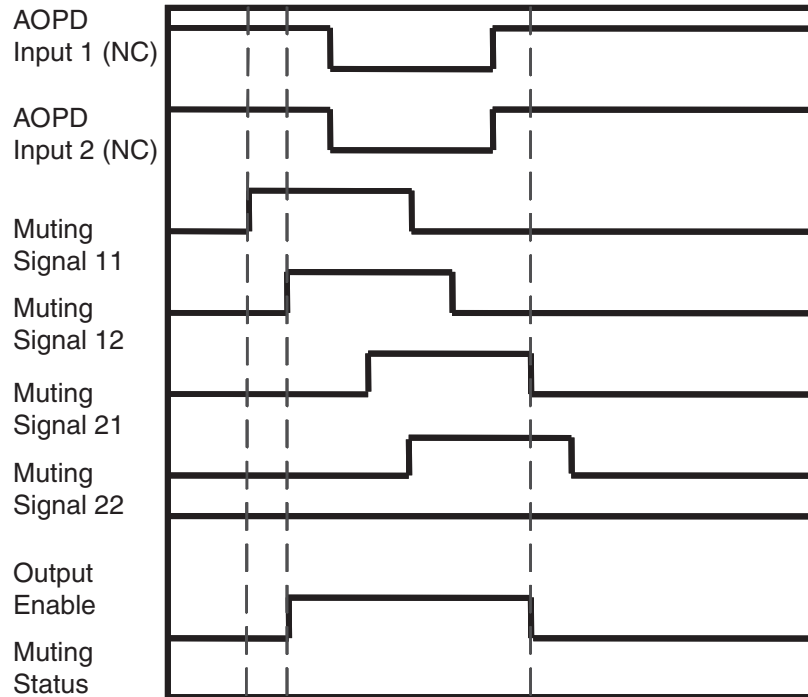 AOPD
Input 1 (NC)
AOPD
Input 2 (NC)
Muting
Signal 11
Muting
Signal 12
Muting
Signal 21
Muting
Signal 22
Output
Enable
Muting
Status